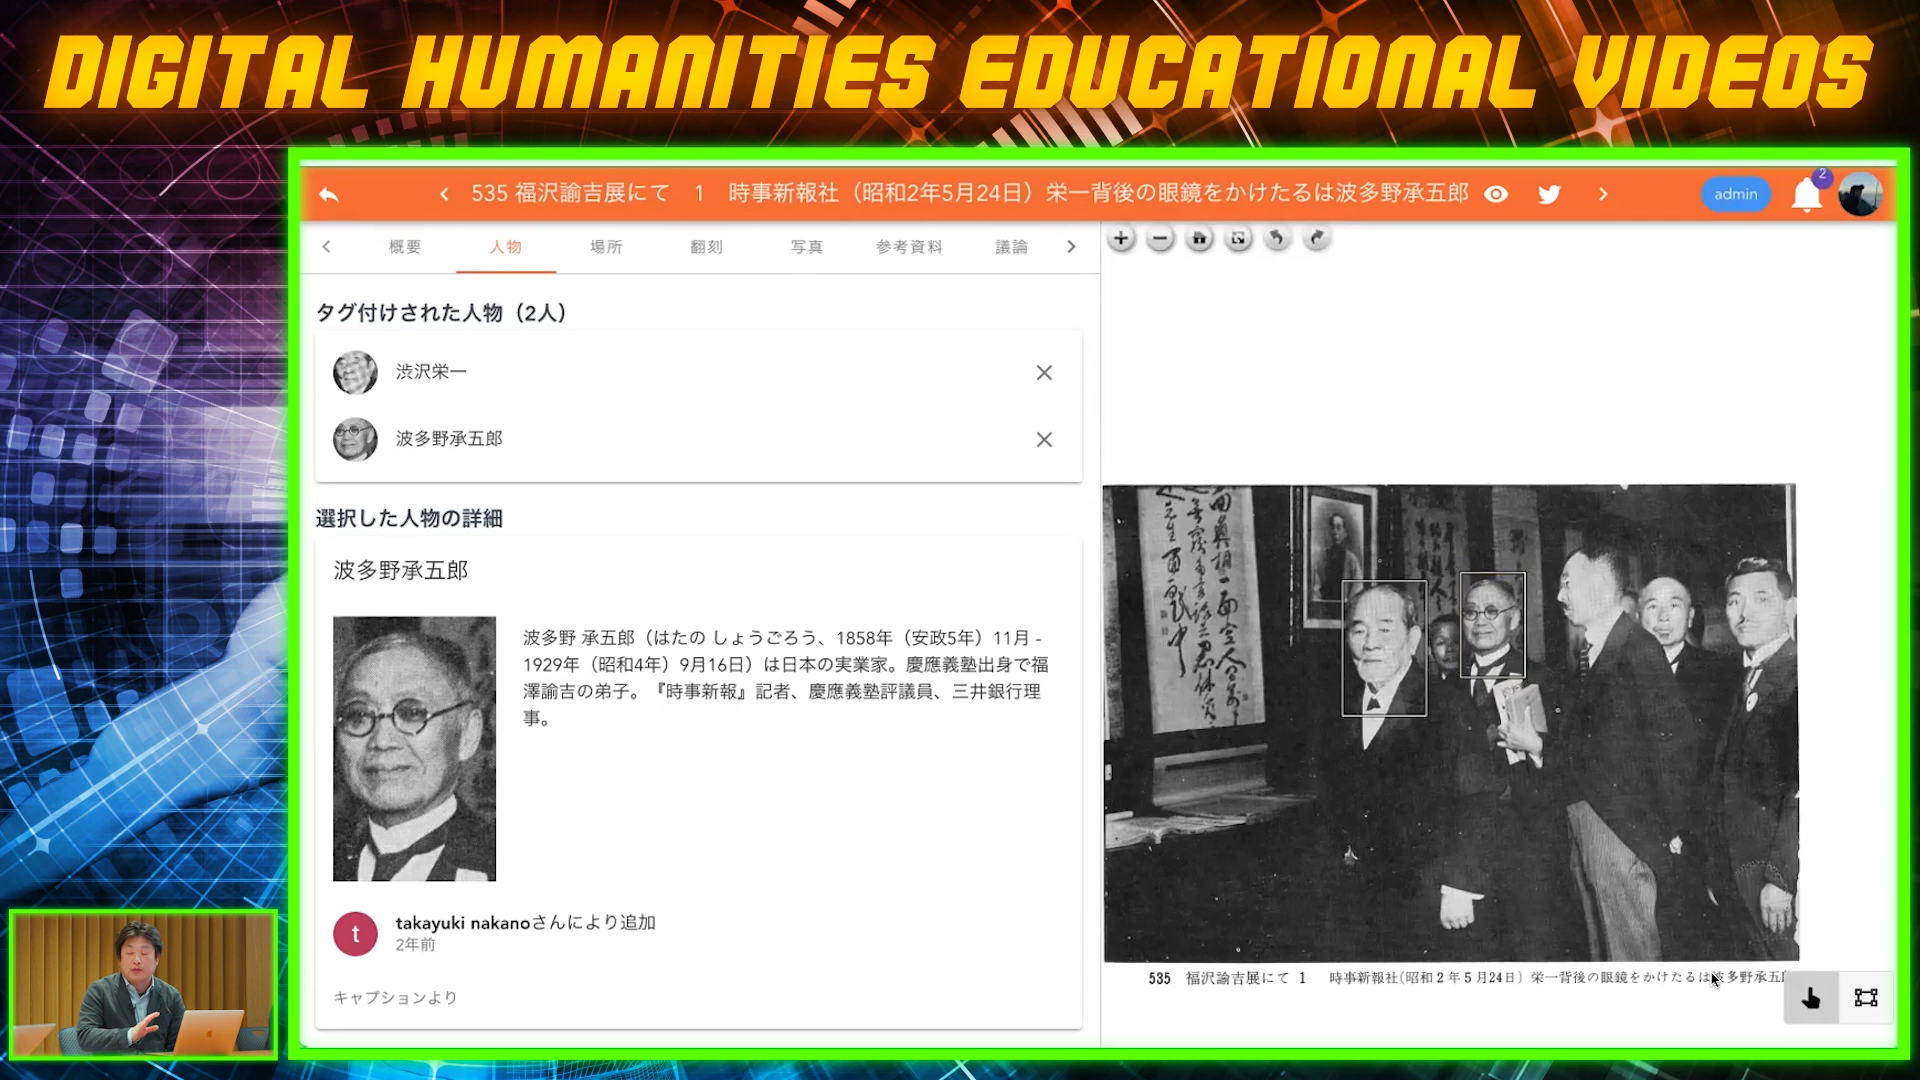 DIGITAL HUMANITIES EDUCATIONAL VIDEOS
535 福沢諭吉展にて 1 時事新報社（昭和2年5月24日）栄一背後の眼鏡をかけたるは波多野承五郎
admin
2
概要 人物 場所 翻刻 写真 参考資料 議論
タグ付けされた人物（2人）
渋沢栄一
波多野承五郎
選択した人物の詳細
波多野承五郎
波多野 承五郎（はたの しょうごろう、1858年（安政5年）11月 -
1929年（昭和4年）9月16日）は日本の実業家。慶應義塾出身で福
澤諭吉の弟子。『時事新報』記者、慶應義塾評議員、三井銀行理
事。
t
takayuki nakanoさんにより追加
2年前
キャプションより
535 福沢諭吉展にて 1 時事新報社(昭和2年5月24日) 栄一背後の眼鏡をかけたるは波多野承五